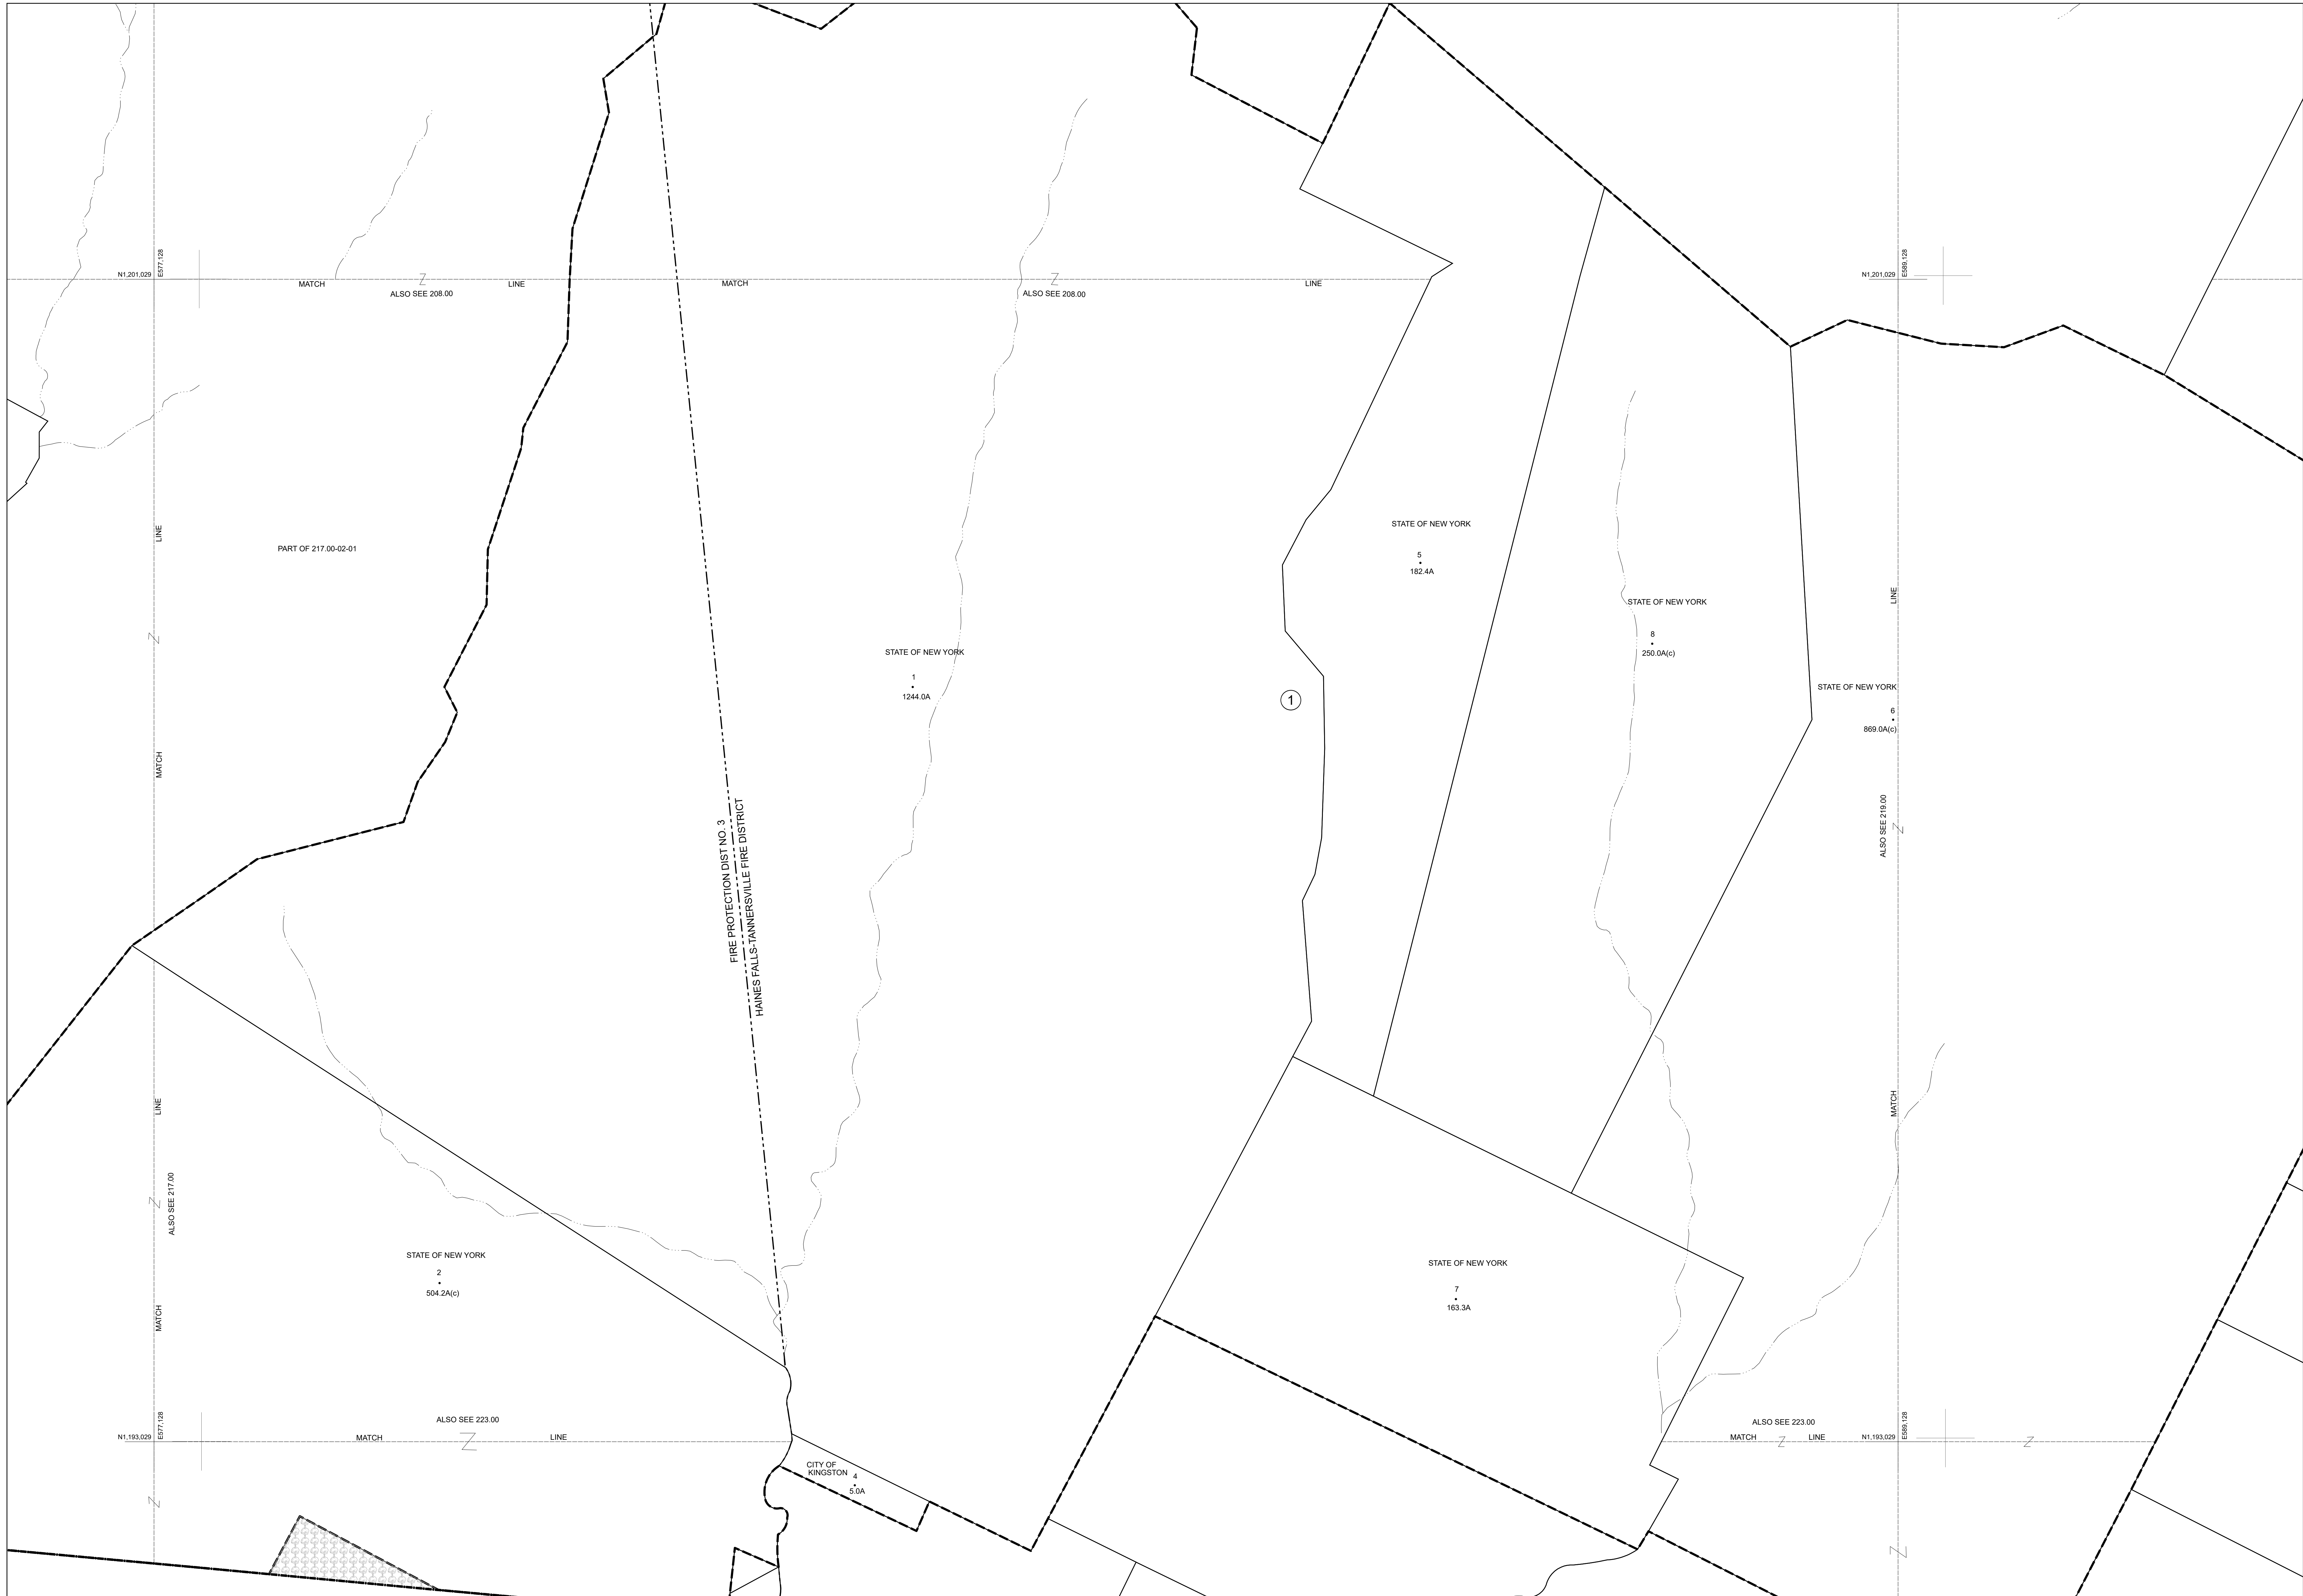 N1,201,029
E577,128
MATCH
ALSO SEE 208.00
LINE
MATCH
ALSO SEE 208.00
LINE
N1,201,029
E589,128
LINE
PART OF 217.00-02-01
MATCH
STATE OF NEW YORK
5
182.4A
STATE OF NEW YORK
8
250.0A(c)
LINE
STATE OF NEW YORK
1
1244.0A
1
STATE OF NEW YORK
6
869.0A(c)
ALSO SEE 219.00
FIRE PROTECTION DIST NO. 3
HAINES FALLS-TANNERSVILLE FIRE DISTRICT
LINE
MATCH
ALSO SEE 217.00
STATE OF NEW YORK
2
504.2A(c)
MATCH
STATE OF NEW YORK
7
163.3A
N1,193,029
E577,128
ALSO SEE 223.00
MATCH
LINE
ALSO SEE 223.00
MATCH
LINE
N1,193,029
E589,128
CITY OF
KINGSTON
4
5.0A